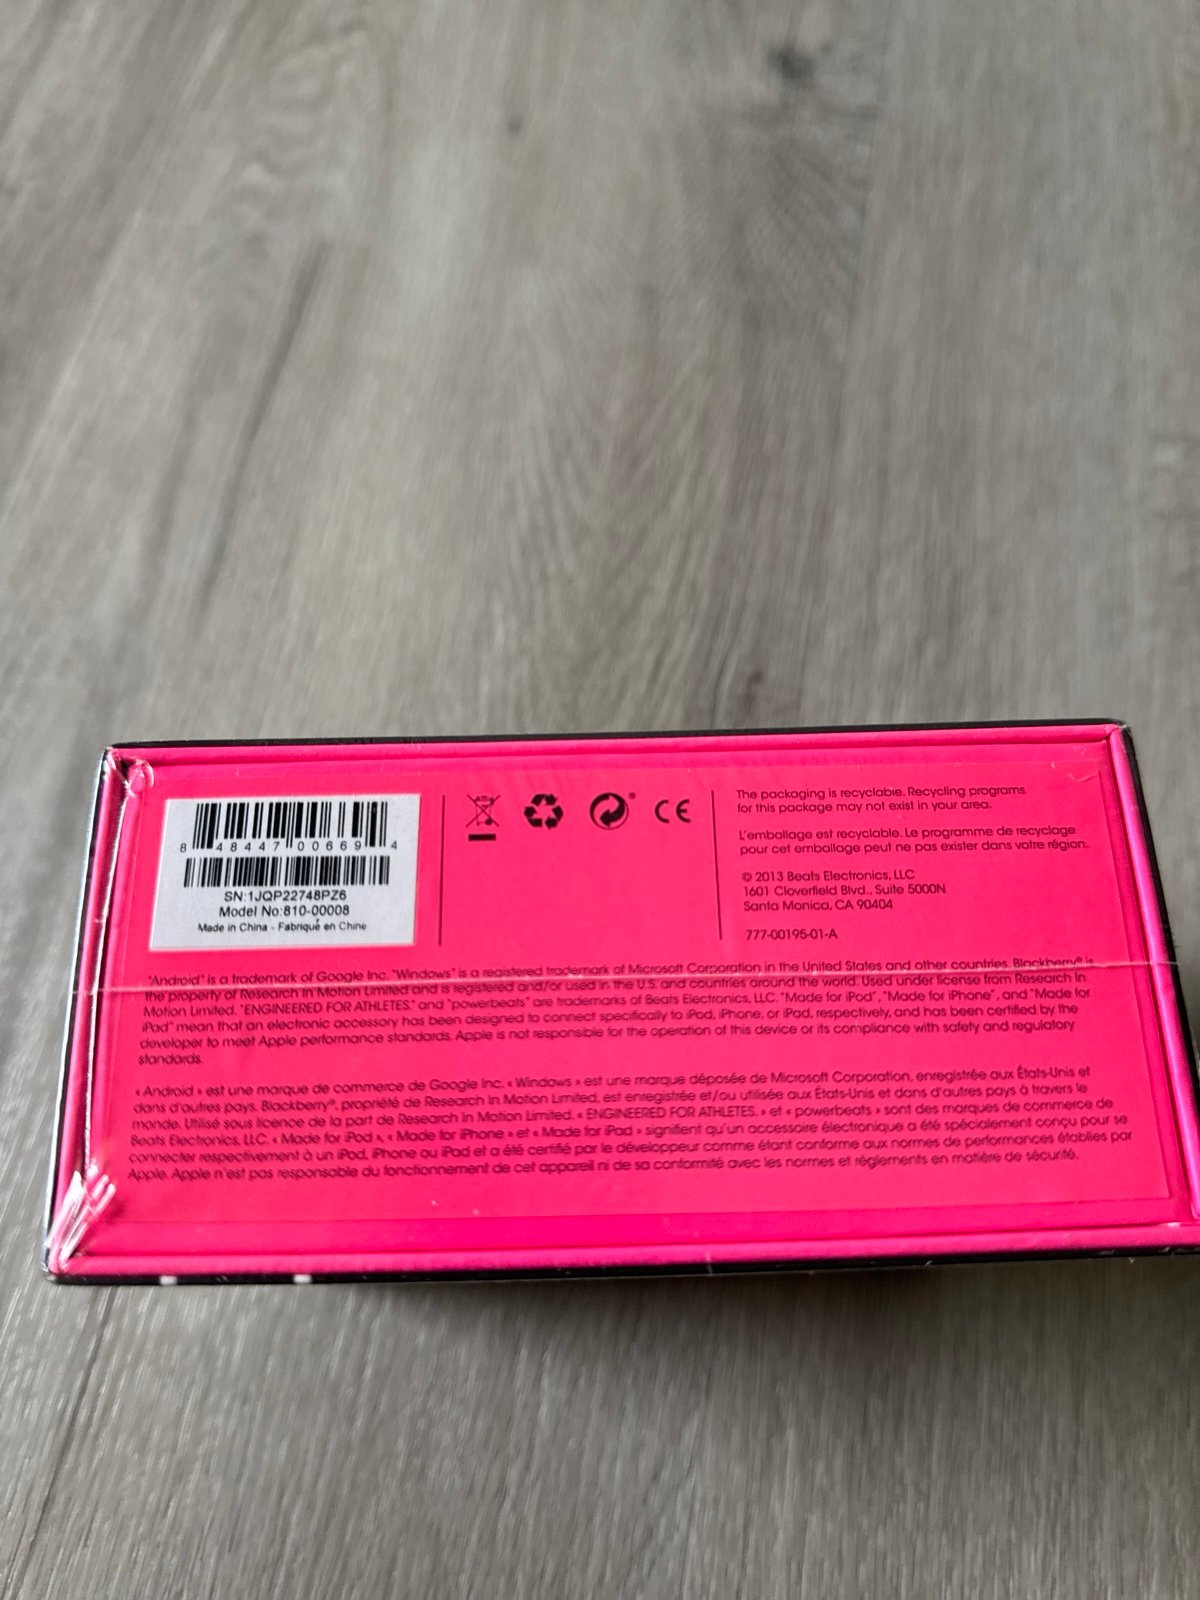 8 48447 00669 4
SN:1JQP22748PZ6
Model No:810-00008
Made in China - Fabriqué en Chine
CE
The packaging is recyclable. Recycling programs
for this package may not exist in your area.
L'emballage est recyclable. Le programme de recyclage
pour cet emballage peut ne pas exister dans votre région.
© 2013 Beats Electronics, LLC
1601 Cloverfield Blvd., Suite 5000N
Santa Monica, CA 90404
777-00195-01-A
"Android" is a trademark of Google Inc. "Windows" is a registered trademark of Microsoft Corporation in the United States and other countries. Blackberry® is
the property of Research In Motion Limited and is registered and/or used in the U.S. and countries around the world. Used under license from Research In
Motion Limited. "ENGINEERED FOR ATHLETES." and "powerbeats" are trademarks of Beats Electronics, LLC. "Made for iPod", "Made for iPhone", and "Made for
iPad" mean that an electronic accessory has been designed to connect specifically to iPod, iPhone, or iPad, respectively, and has been certified by the
developer to meet Apple performance standards. Apple is not responsible for the operation of this device or its compliance with safety and regulatory
standards.
« Android » est une marque de commerce de Google Inc. « Windows » est une marque déposée de Microsoft Corporation, enregistrée aux États-Unis et
dans d'autres pays. Blackberry®, propriété de Research In Motion Limited, est enregistrée et/ou utilisée aux États-Unis et dans d'autres pays à travers le
monde. Utilisé sous licence de la part de Research In Motion Limited. « ENGINEERED FOR ATHLETES. » et « powerbeats » sont des marques de commerce de
Beats Electronics, LLC. « Made for iPod », « Made for iPhone » et « Made for iPad » signifient qu'un accessoire électronique a été spécialement conçu pour se
connecter respectivement à un iPod, iPhone ou iPad et a été certifié par le développeur comme étant conforme aux normes de performances établies par
Apple. Apple n'est pas responsable du fonctionnement de cet appareil ni de sa conformité avec les normes et règlements en matière de sécurité.